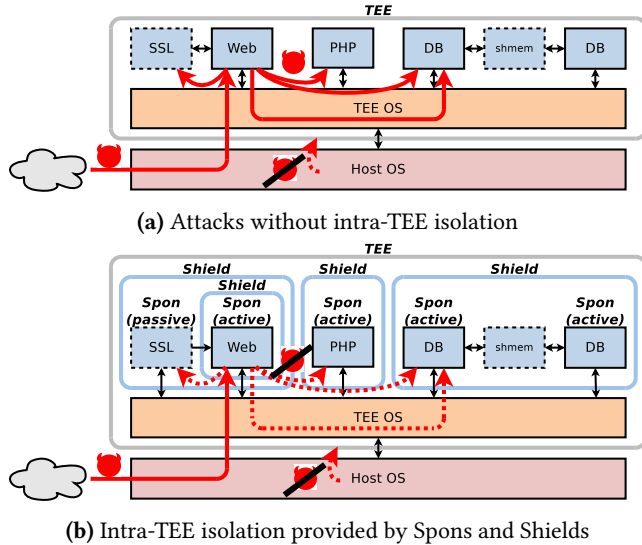 TEE
SSL Web PHP DB shmem DB
TEE OS
Host OS
(a) Attacks without intra-TEE isolation
TEE
Shield Shield Shield
Shield
Spon Spon Spon Spon Spon
(passive) (active) (active) (active) (active)
SSL Web PHP DB shmem DB
TEE OS
Host OS
(b) Intra-TEE isolation provided by Spons and Shields